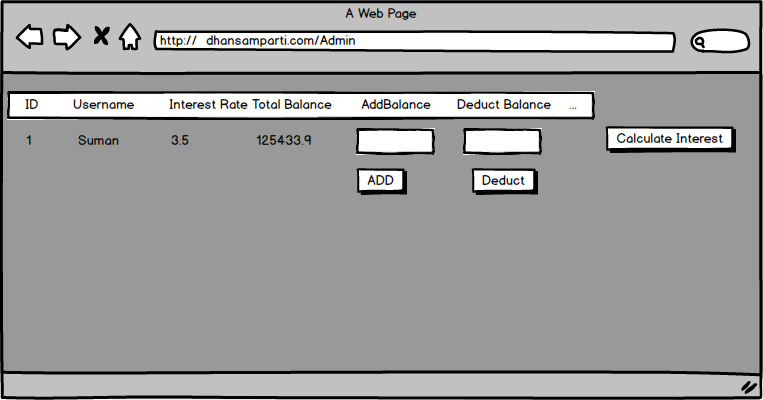 A Web Page
http:// dhansamparti.com/Admin
ID Username Interest Rate Total Balance AddBalance Deduct Balance ...
1 Suman 3.5 125433.9 Calculate Interest
ADD Deduct